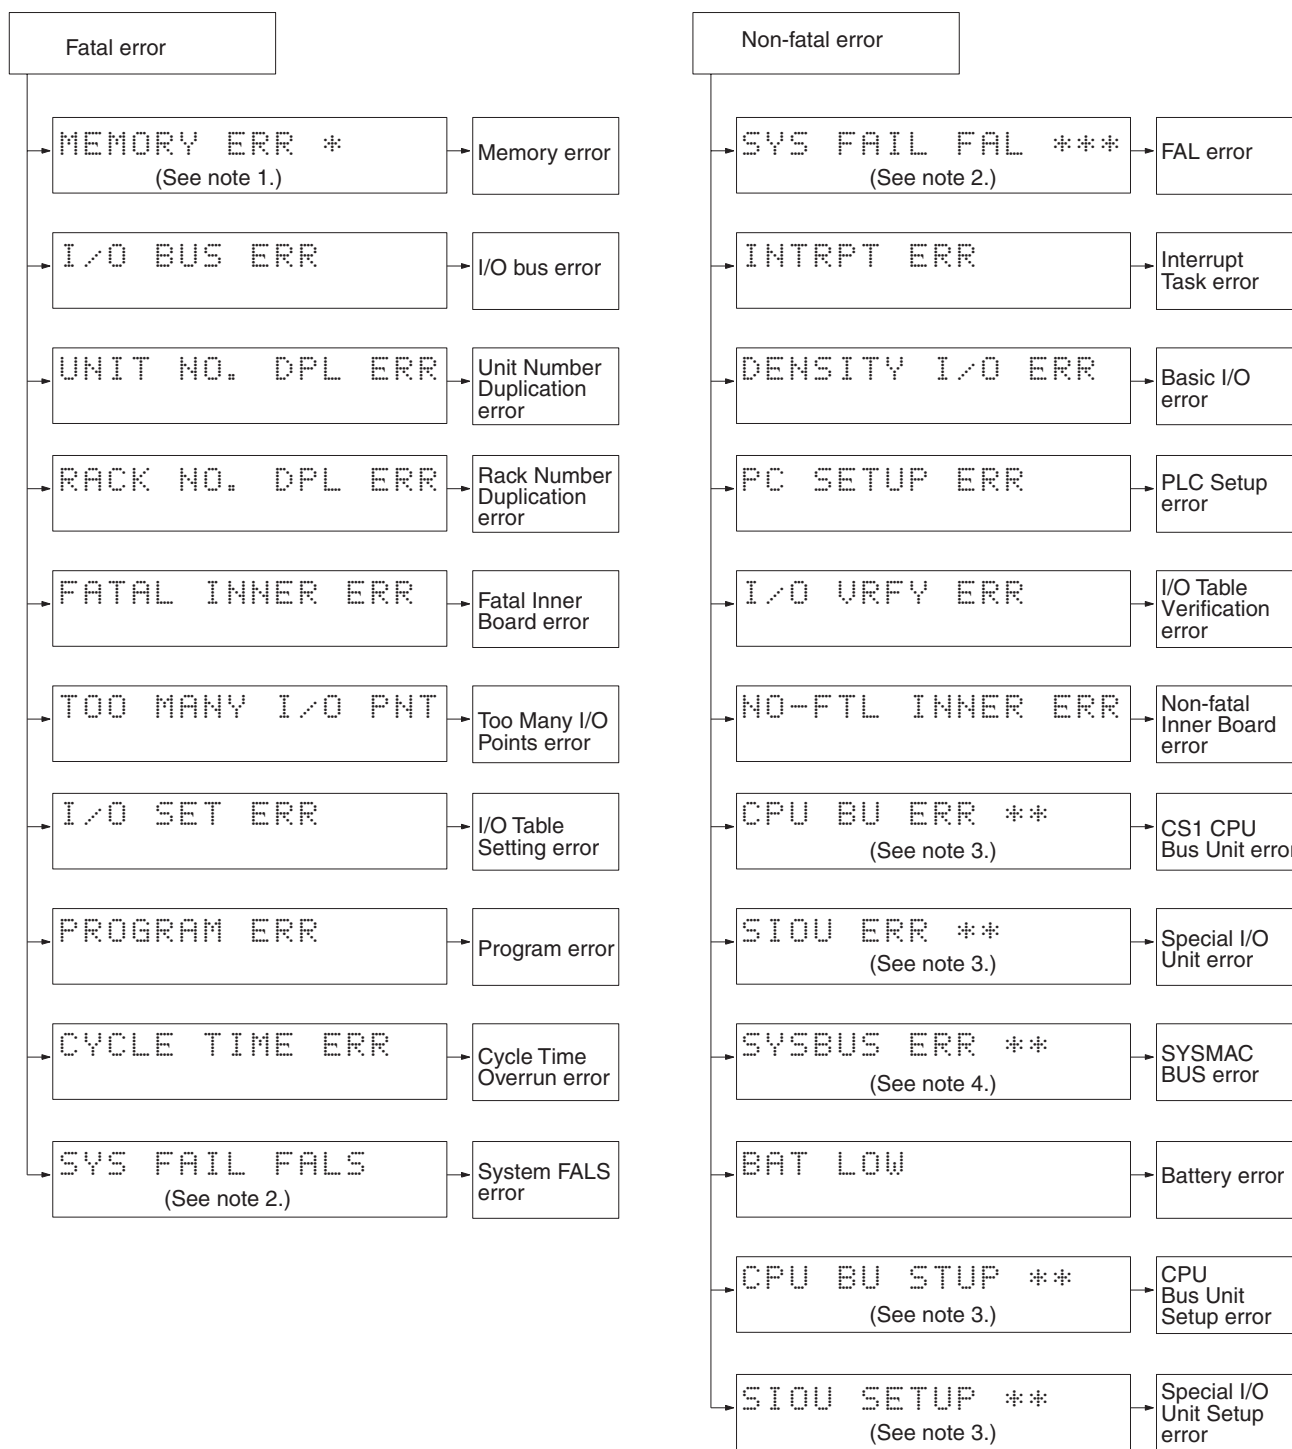 Fatal error
MEMORY ERR *
(See note 1.)
Memory error
I/O BUS ERR
I/O bus error
UNIT NO. DPL ERR
Unit Number
Duplication
error
RACK NO. DPL ERR
Rack Number
Duplication
error
FATAL INNER ERR
Fatal Inner
Board error
TOO MANY I/O PNT
Too Many I/O
Points error
I/O SET ERR
I/O Table
Setting error
PROGRAM ERR
Program error
CYCLE TIME ERR
Cycle Time
Overrun error
SYS FAIL FALS
(See note 2.)
System FALS
error
Non-fatal error
SYS FAIL FAL ***
(See note 2.)
FAL error
INTRPT ERR
Interrupt
Task error
DENSITY I/O ERR
Basic I/O
error
PC SETUP ERR
PLC Setup
error
I/O VRFY ERR
I/O Table
Verification
error
NO-FTL INNER ERR
Non-fatal
Inner Board
error
CPU BU ERR **
(See note 3.)
CS1 CPU
Bus Unit error
SIOU ERR **
(See note 3.)
Special I/O
Unit error
SYSBUS ERR **
(See note 4.)
SYSMAC
BUS error
BAT LOW
Battery error
CPU BU STUP **
(See note 3.)
CPU
Bus Unit
Setup error
SIOU SETUP **
(See note 3.)
Special I/O
Unit Setup
error